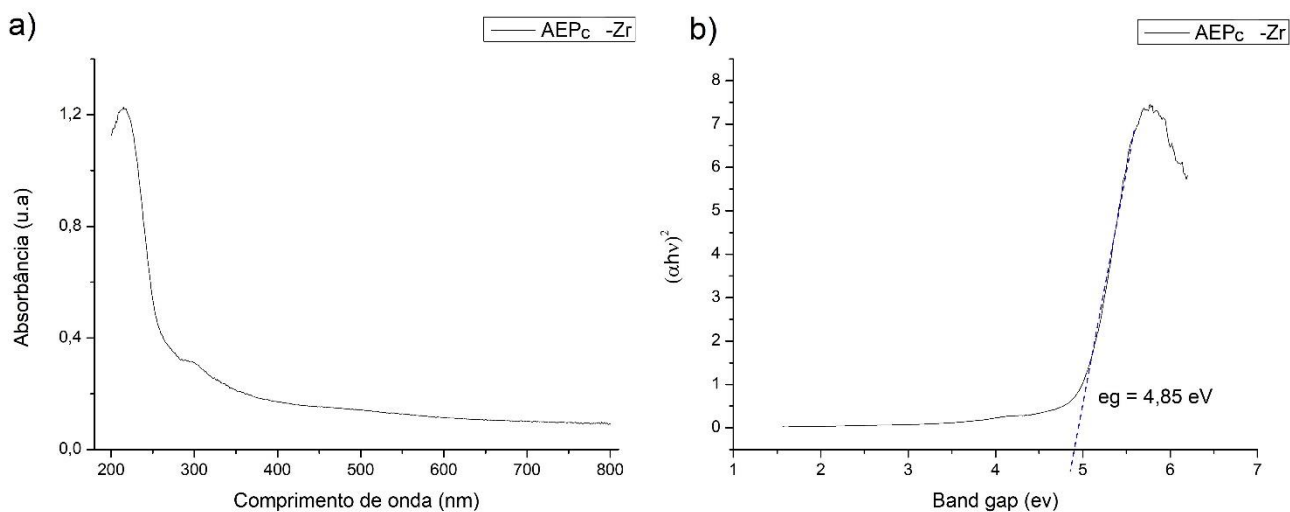 a)
AEPc -Zr
Absorbância (u.a)
1,2
0,8
0,4
0,0
200 300 400 500 600 700 800
Comprimento de onda (nm)
b)
AEPc -Zr
(αhν)²
8
7
6
5
4
3
2
1
0
eg = 4,85 eV
1 2 3 4 5 6 7
Band gap (ev)